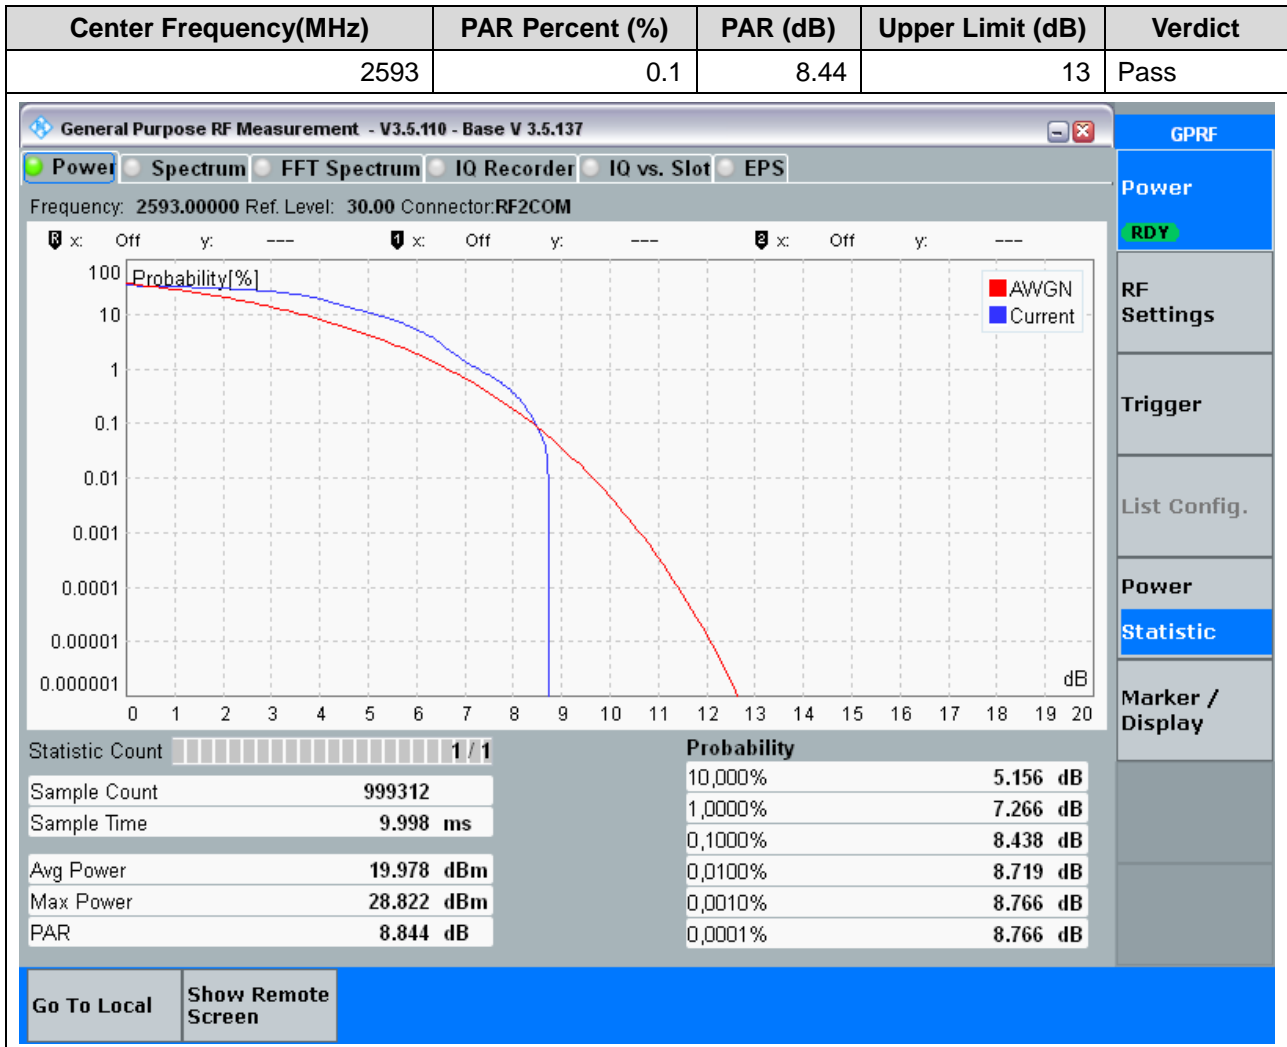 Center Frequency(MHz) PAR Percent (%) PAR (dB) Upper Limit (dB) Verdict
2593 0.1 8.44 13 Pass
General Purpose RF Measurement - V3.5.110 - Base V 3.5.137
GPRF
Power Spectrum FFT Spectrum IQ Recorder IQ vs. Slot EPS
Power
RDY
Frequency: 2593.00000 Ref. Level: 30.00 Connector:RF2COM
R x: Off y: --- 1 x: Off y: --- 2 x: Off y: ---
Probability[%]
AWGN
Current
100
10
1
0.1
0.01
0.001
0.0001
0.00001
0.000001
dB
0 1 2 3 4 5 6 7 8 9 10 11 12 13 14 15 16 17 18 19 20
RF
Settings
Trigger
List Config.
Power
Statistic
Marker /
Display
Statistic Count 1 / 1
Sample Count 999312
Sample Time 9.998 ms
Avg Power 19.978 dBm
Max Power 28.822 dBm
PAR 8.844 dB
Probability
10,000% 5.156 dB
1,0000% 7.266 dB
0,1000% 8.438 dB
0,0100% 8.719 dB
0,0010% 8.766 dB
0,0001% 8.766 dB
Go To Local
Show Remote
Screen